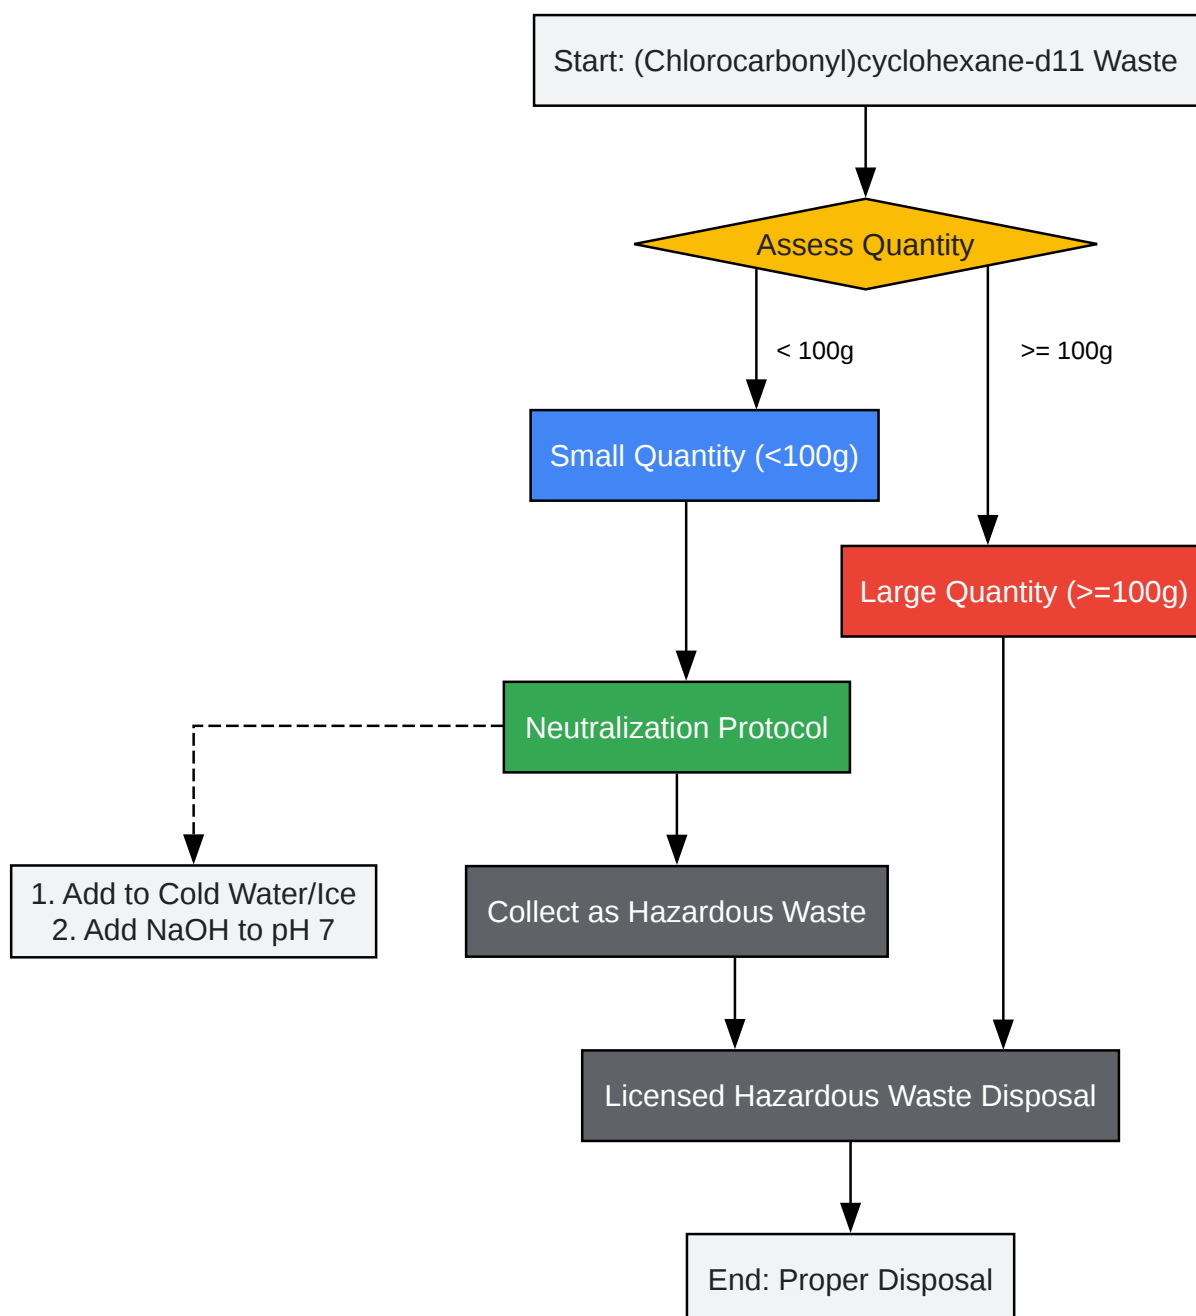 Start: (Chlorocarbonyl)cyclohexane-d11 Waste
Assess Quantity
< 100g
>= 100g
Small Quantity (<100g)
Large Quantity (>=100g)
Neutralization Protocol
1. Add to Cold Water/Ice
2. Add NaOH to pH 7
Collect as Hazardous Waste
Licensed Hazardous Waste Disposal
End: Proper Disposal